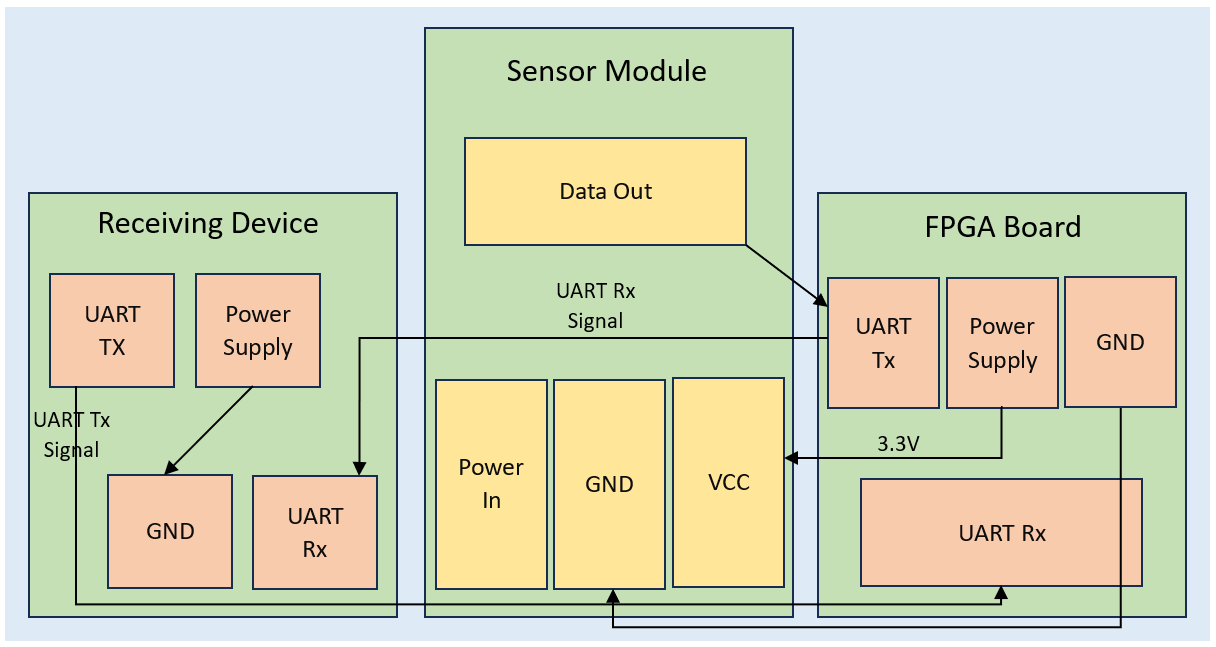 Sensor Module
Data Out
Receiving Device
FPGA Board
UART
TX
Power
Supply
UART Rx
Signal
UART
Tx
Power
Supply
GND
UART Tx
Signal
3.3V
GND
UART
Rx
Power
In
GND
VCC
UART Rx